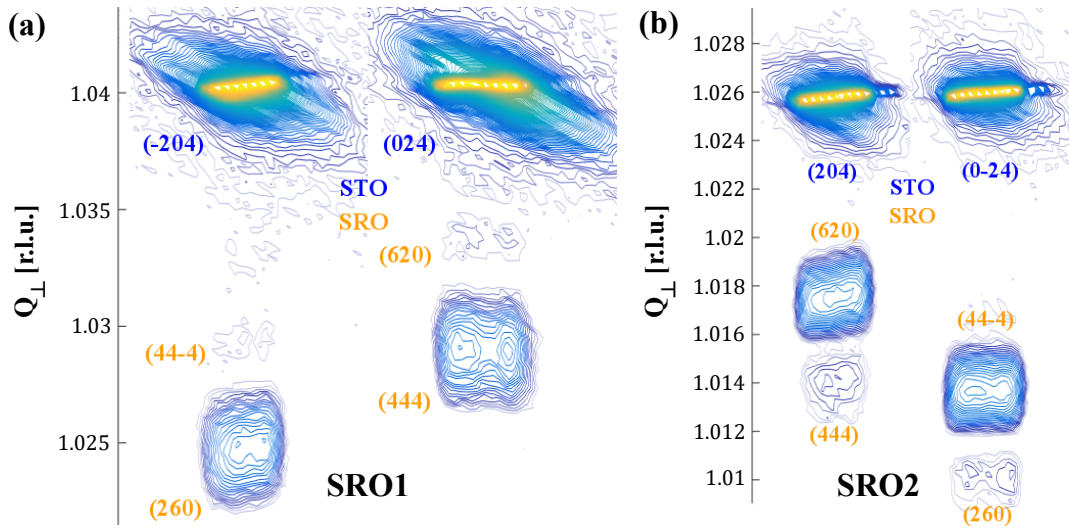 (a)
1.04
1.035
1.03
1.025
Q⊥ [r.l.u.]
(-204)
(024)
STO
SRO
(620)
(44-4)
(444)
(260)
SRO1
(b)
1.028
1.026
1.024
1.022
1.02
1.018
1.016
1.014
1.012
1.01
Q⊥ [r.l.u.]
(204)
(0-24)
STO
SRO
(620)
(44-4)
(444)
(260)
SRO2